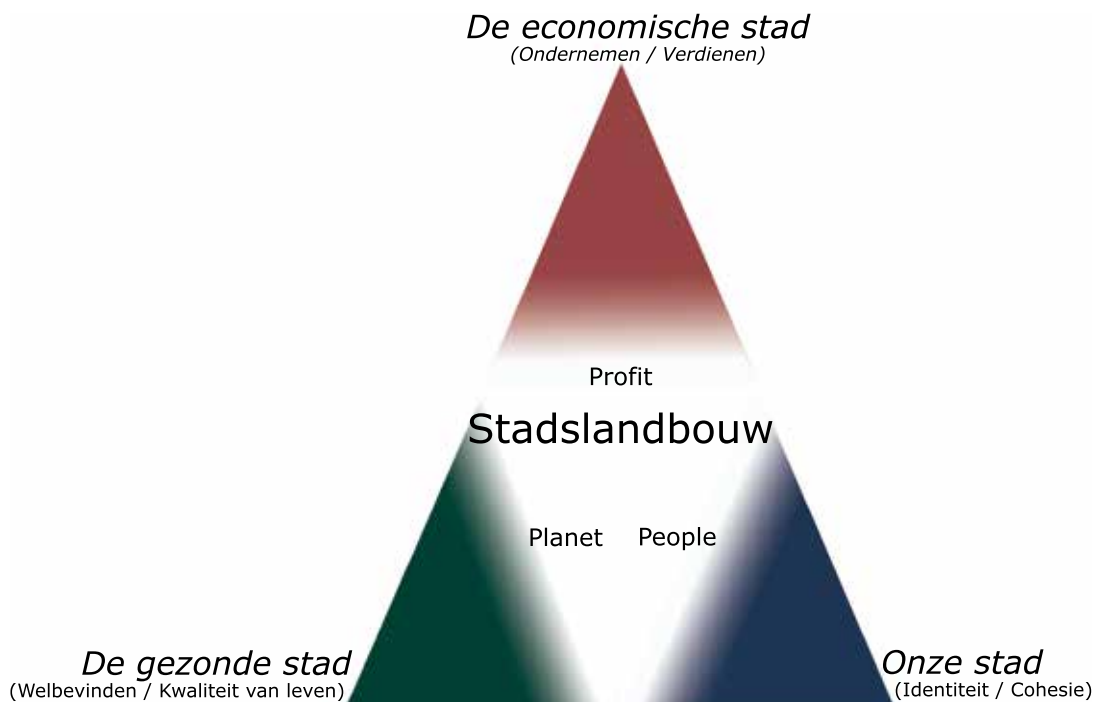 De economische stad
(Ondernemen / Verdienen)
Profit
Stadslandbouw
Planet People
De gezonde stad
(Welbevinden / Kwaliteit van leven)
Onze stad
(Identiteit / Cohesie)